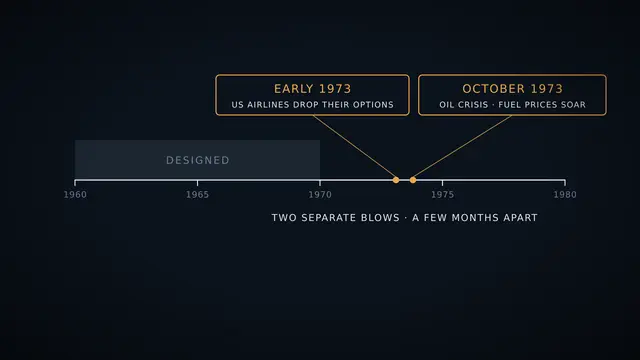 EARLY 1973
US AIRLINES DROP THEIR OPTIONS
OCTOBER 1973
OIL CRISIS · FUEL PRICES SOAR
DESIGNED
1960
1965
1970
1975
1980
TWO SEPARATE BLOWS · A FEW MONTHS APART